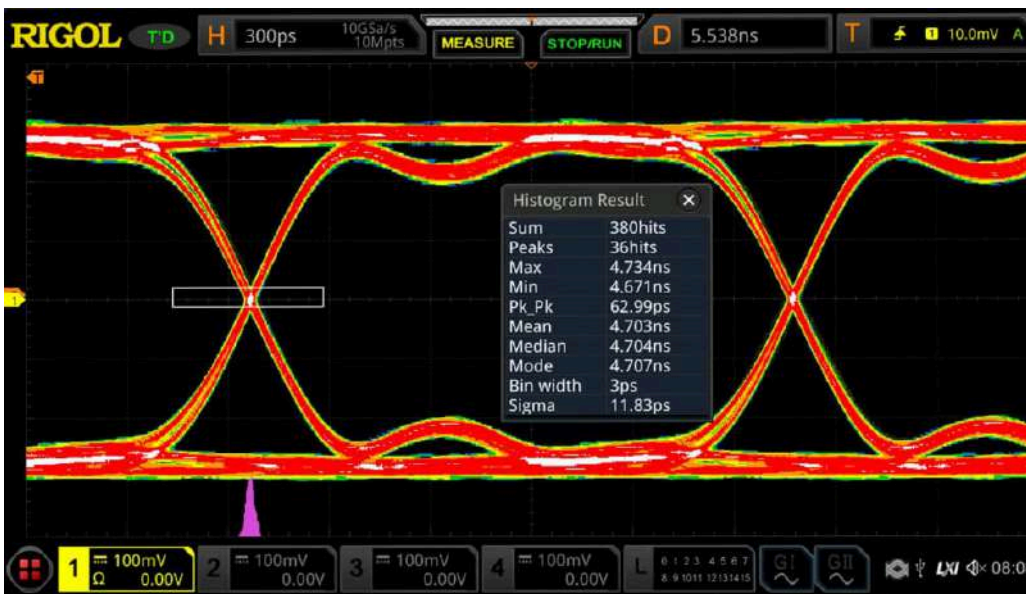 RIGOL T'D H 300ps 10GSa/s 10Mpts MEASURE STOP/RUN D 5.538ns T 1 10.0mV A
T
Histogram Result
Sum 380hits
Peaks 36hits
Max 4.734ns
Min 4.671ns
Pk_Pk 62.99ps
Mean 4.703ns
Median 4.704ns
Mode 4.707ns
Bin width 3ps
Sigma 11.83ps
1
1 100mV Ω 0.00V
2 100mV 0.00V
3 100mV 0.00V
4 100mV 0.00V
L 0 1 2 3 4 5 6 7
8 9 10 11 12 13 14 15
GI GII LXI 08:0